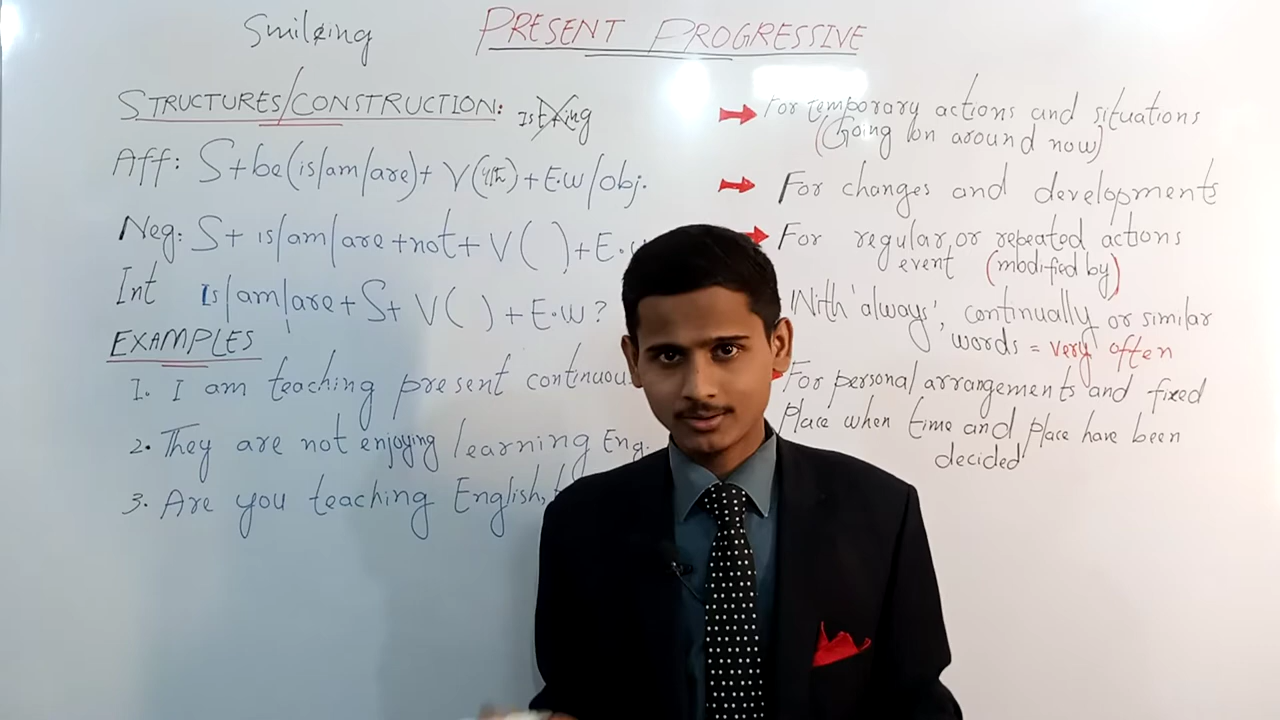 Smileing
PRESENT PROGRESSIVE
STRUCTURES/CONSTRUCTION:
Aff: S+be(is/am/are)+ V(4th)+E.w/obj.
Neg: S+ is/am/are+not+ V( )+E.
Int is/am/are+S+ V( )+E.w?
EXAMPLES
1. I am teaching present continuous
2. They are not enjoying learning Eng.
3. Are you teaching English,
For temporary actions and situations
(Going on around now)
For changes and developments
For regular or repeated actions
event (modified by)
With 'always', continually or similar
words = very often
For personal arrangements and fixed
place when time and place have been
decided